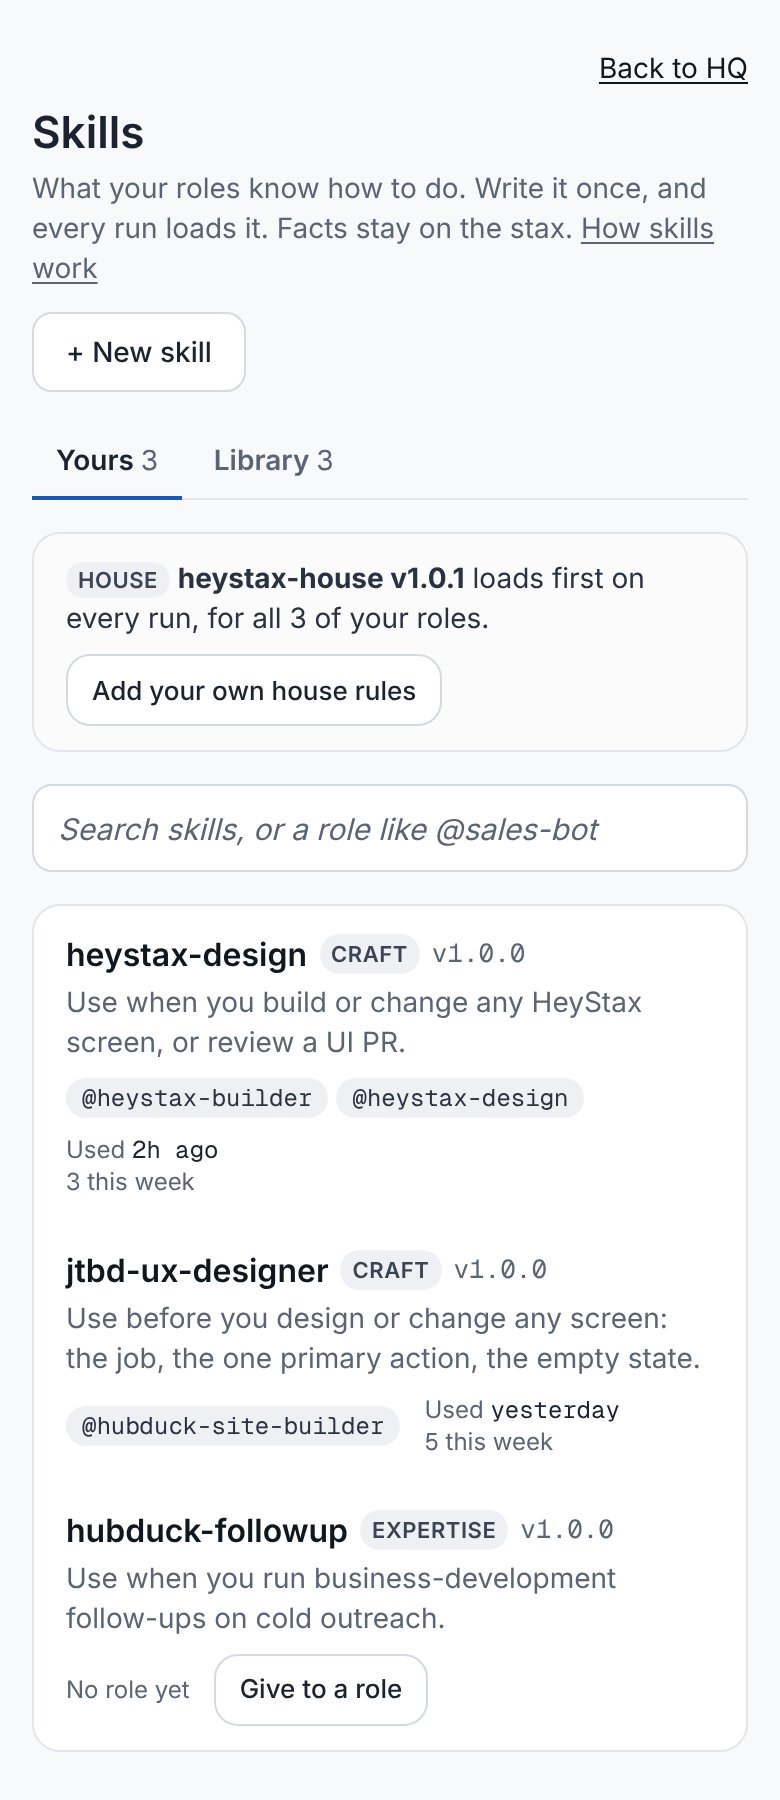 Back to HQ
Skills
What your roles know how to do. Write it once, and
every run loads it. Facts stay on the stax. How skills
work
+ New skill
Yours 3 Library 3
HOUSE heystax-house v1.0.1 loads first on
every run, for all 3 of your roles.
Add your own house rules
Search skills, or a role like @sales-bot
heystax-design CRAFT v1.0.0
Use when you build or change any HeyStax
screen, or review a UI PR.
@heystax-builder @heystax-design
Used 2h ago
3 this week
jtbd-ux-designer CRAFT v1.0.0
Use before you design or change any screen:
the job, the one primary action, the empty state.
@hubduck-site-builder
Used yesterday
5 this week
hubduck-followup EXPERTISE v1.0.0
Use when you run business-development
follow-ups on cold outreach.
No role yet Give to a role